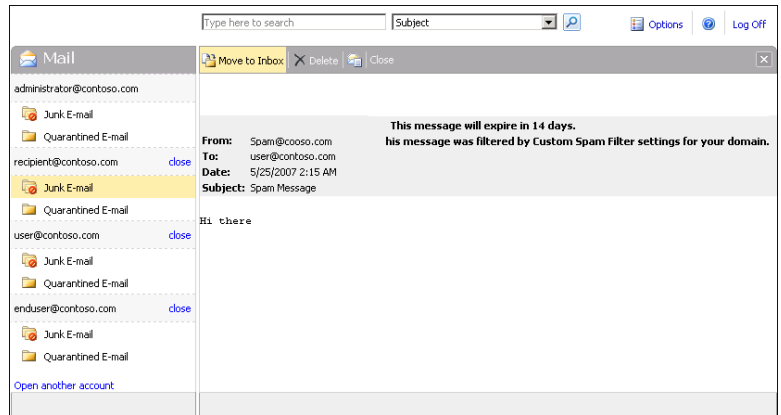 Type here to search Subject Options Log Off
Mail
Move to Inbox Delete Close
administrator@contoso.com
Junk E-mail
Quarantined E-mail
recipient@contoso.com close
Junk E-mail
Quarantined E-mail
user@contoso.com close
Junk E-mail
Quarantined E-mail
enduser@contoso.com close
Junk E-mail
Quarantined E-mail
Open another account
This message will expire in 14 days.
his message was filtered by Custom Spam Filter settings for your domain.
From: Spam@cooso.com
To: user@contoso.com
Date: 5/25/2007 2:15 AM
Subject: Spam Message
Hi there